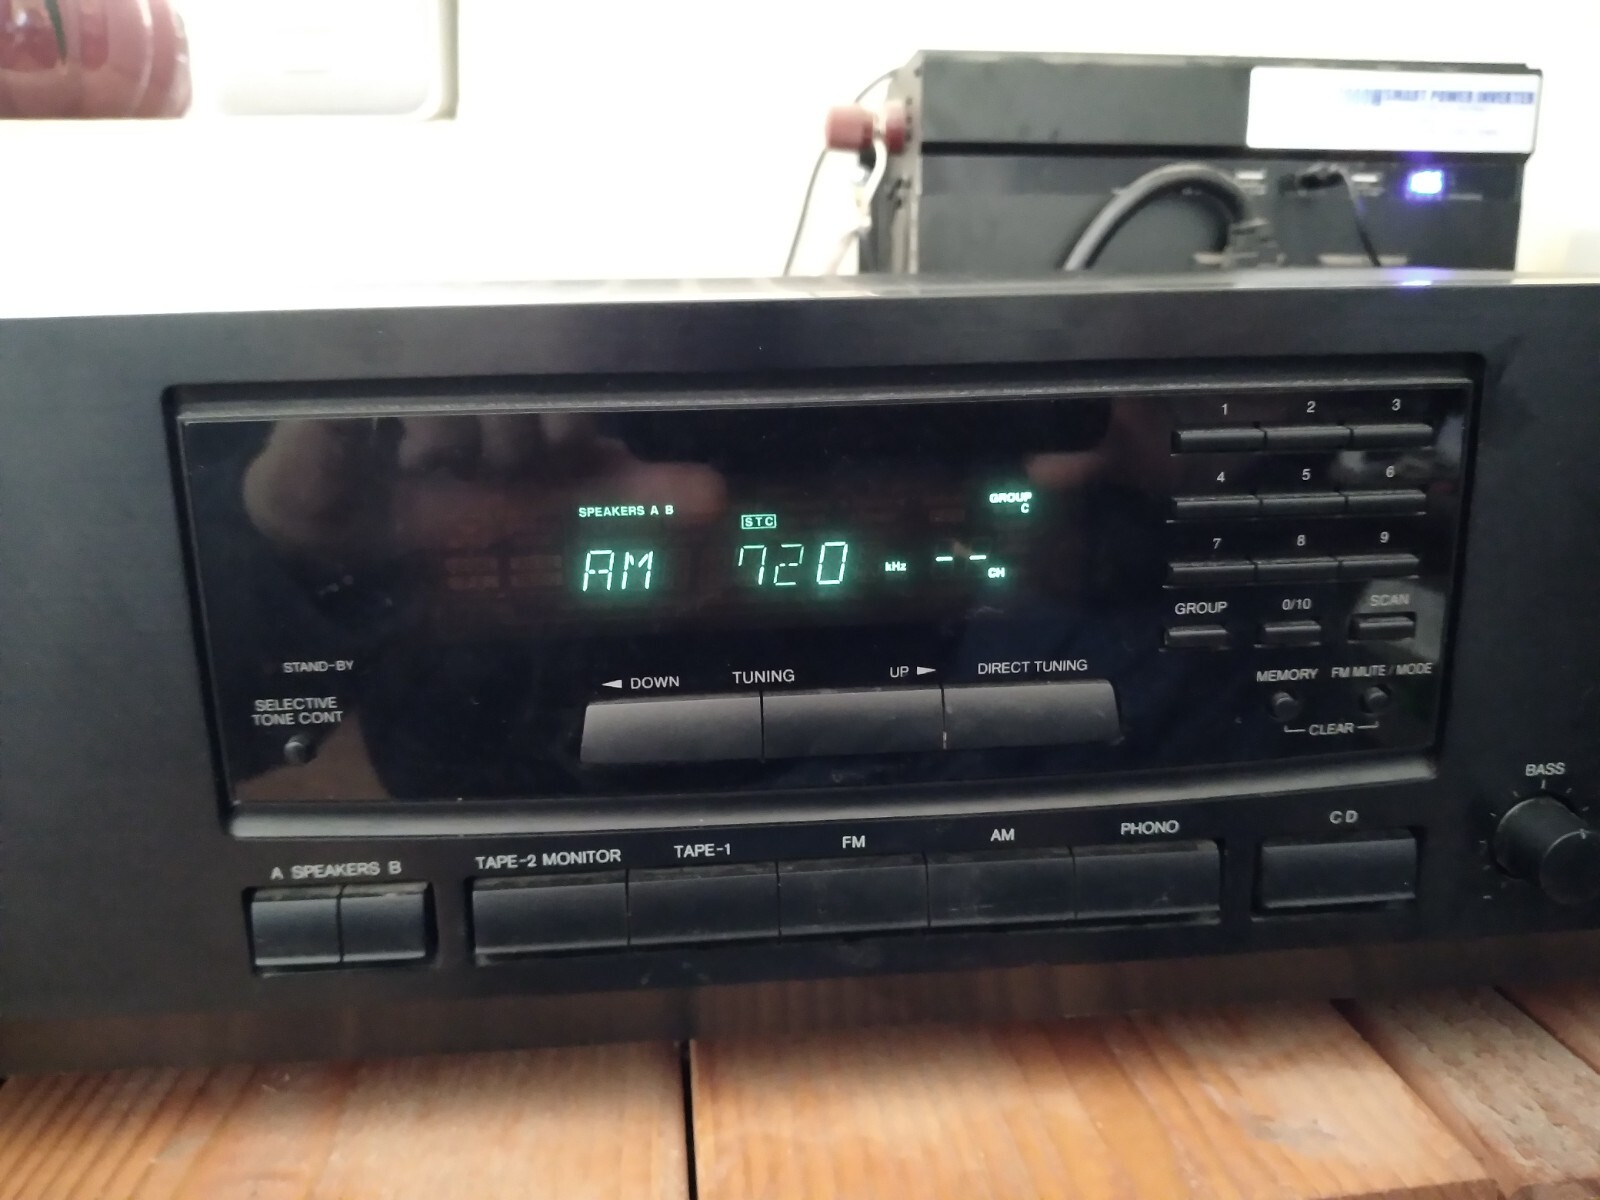 SMART POWER INVERTER
1 2 3
4 5 6
7 8 9
GROUP 0/10 SCAN
MEMORY FM MUTE / MODE
CLEAR
SPEAKERS A B
STC
GROUP
C
AM 720 kHz -- CH
STAND-BY
SELECTIVE
TONE CONT
◄ DOWN TUNING UP ► DIRECT TUNING
BASS
A SPEAKERS B
TAPE-2 MONITOR TAPE-1 FM AM PHONO CD